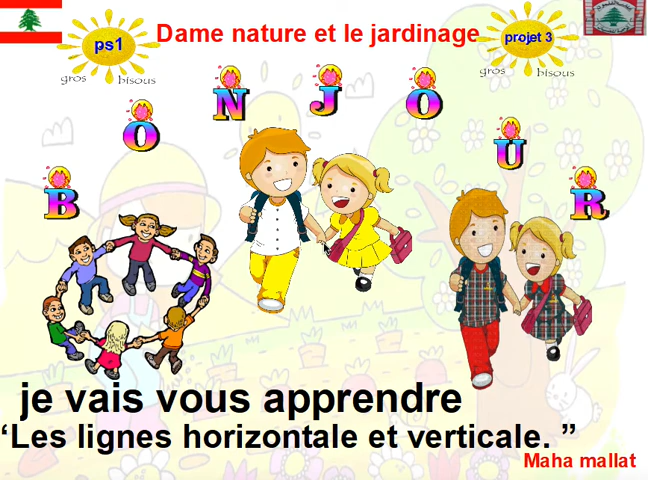 ps1
Dame nature et le jardinage
projet 3
gros bisous
gros bisous
BONJOUR
je vais vous apprendre
“Les lignes horizontale et verticale. ”
Maha mallat